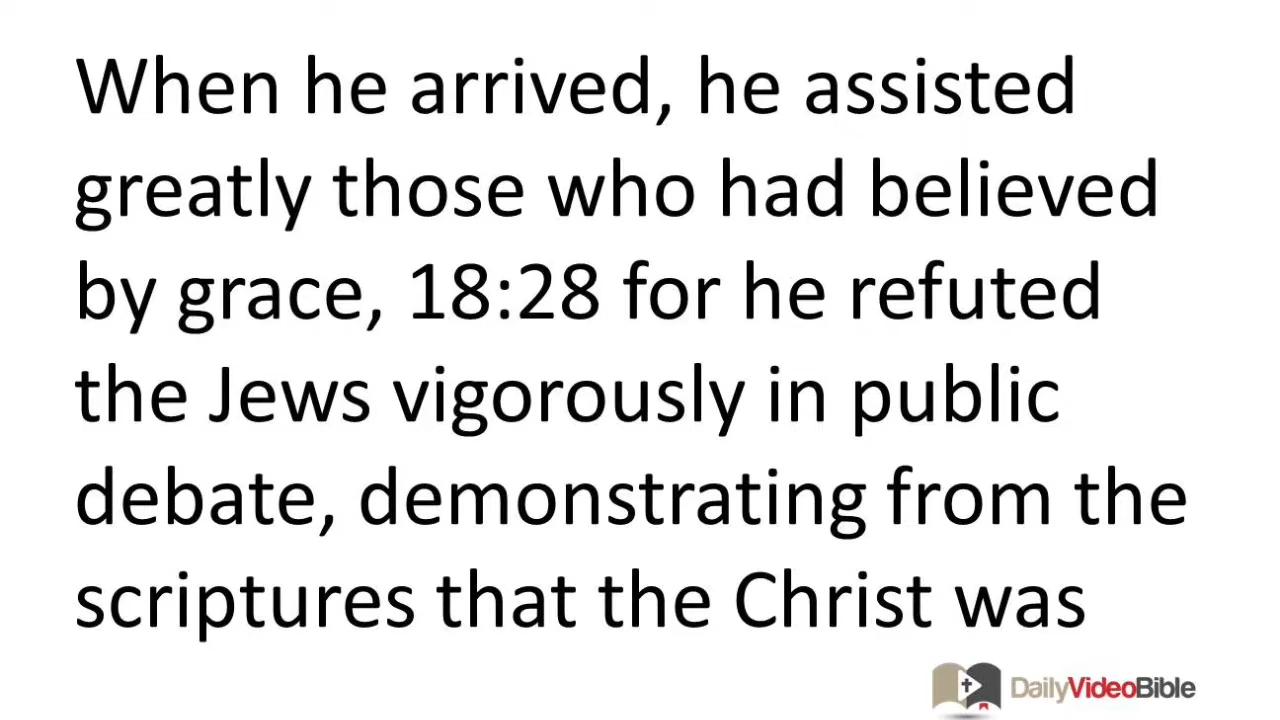 When he arrived, he assisted
greatly those who had believed
by grace, 18:28 for he refuted
the Jews vigorously in public
debate, demonstrating from the
scriptures that the Christ was
DailyVideoBible